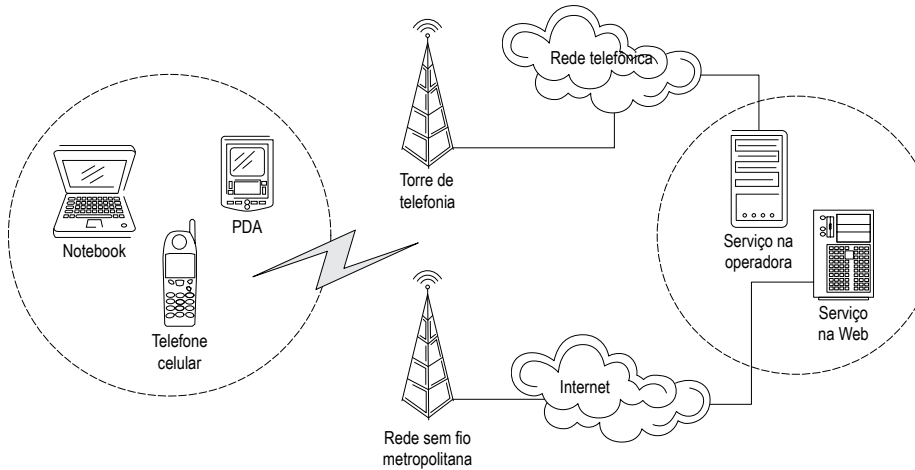 Rede telefônica
Torre de
telefonia
Notebook
PDA
Telefone
celular
Serviço na
operadora
Serviço
na Web
Internet
Rede sem fio
metropolitana